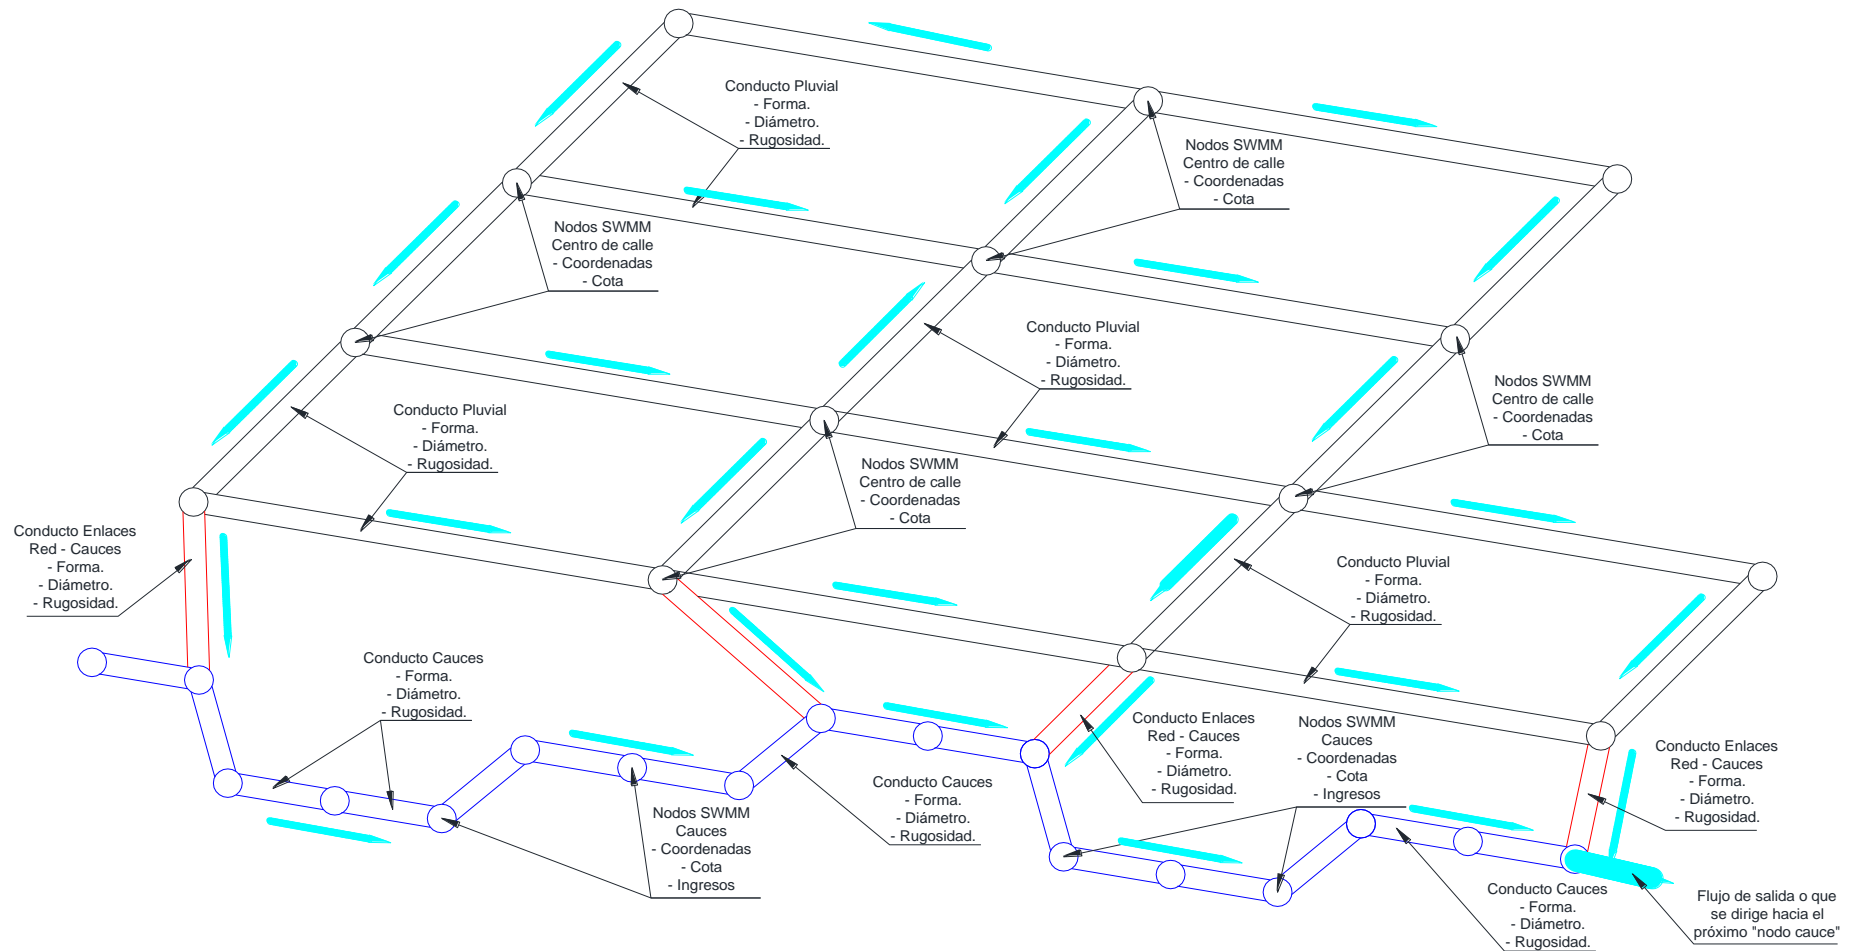 Conducto Pluvial
- Forma.
- Diámetro.
- Rugosidad.
Nodos SWMM
Centro de calle
- Coordenadas
- Cota
Nodos SWMM
Centro de calle
- Coordenadas
- Cota
Conducto Pluvial
- Forma.
- Diámetro.
- Rugosidad.
Nodos SWMM
Centro de calle
- Coordenadas
- Cota
Conducto Pluvial
- Forma.
- Diámetro.
- Rugosidad.
Nodos SWMM
Centro de calle
- Coordenadas
- Cota
Conducto Enlaces
Red - Cauces
- Forma.
- Diámetro.
- Rugosidad.
Conducto Pluvial
- Forma.
- Diámetro.
- Rugosidad.
Conducto Cauces
- Forma.
- Diámetro.
- Rugosidad.
Conducto Enlaces
Red - Cauces
- Forma.
- Diámetro.
- Rugosidad.
Nodos SWMM
Cauces
- Coordenadas
- Cota
- Ingresos
Conducto Enlaces
Red - Cauces
- Forma.
- Diámetro.
- Rugosidad.
Conducto Cauces
- Forma.
- Diámetro.
- Rugosidad.
Nodos SWMM
Cauces
- Coordenadas
- Cota
- Ingresos
Conducto Cauces
- Forma.
- Diámetro.
- Rugosidad.
Flujo de salida o que
se dirige hacia el
próximo "nodo cauce"